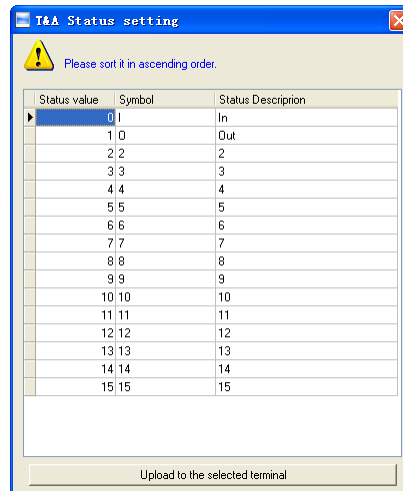 T&A Status setting
Please sort it in ascending order.
Status value Symbol Status Descriprion
0 I In
1 O Out
2 2 2
3 3 3
4 4 4
5 5 5
6 6 6
7 7 7
8 8 8
9 9 9
10 10 10
11 11 11
12 12 12
13 13 13
14 14 14
15 15 15
Upload to the selected terminal